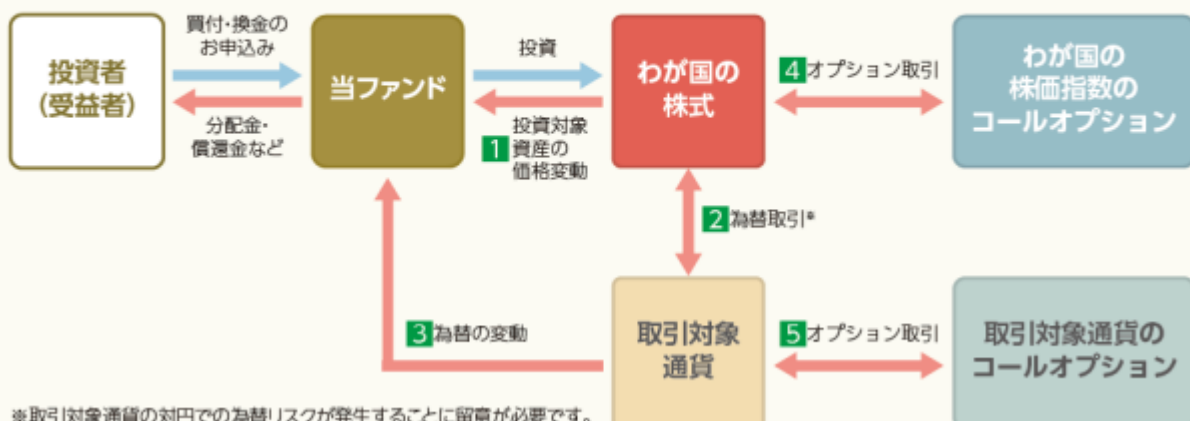 買付・換金の
お申込み
投資者
(受益者)
分配金・
償還金など
当ファンド
投資
1 投資対象
資産の
価格変動
わが国の
株式
4 オプション取引
わが国の
株価指数の
コールオプション
2 為替取引※
3 為替の変動
取引対象
通貨
5 オプション取引
取引対象通貨の
コールオプション
※取引対象通貨の対円での為替リスクが発生することに留意が必要です。